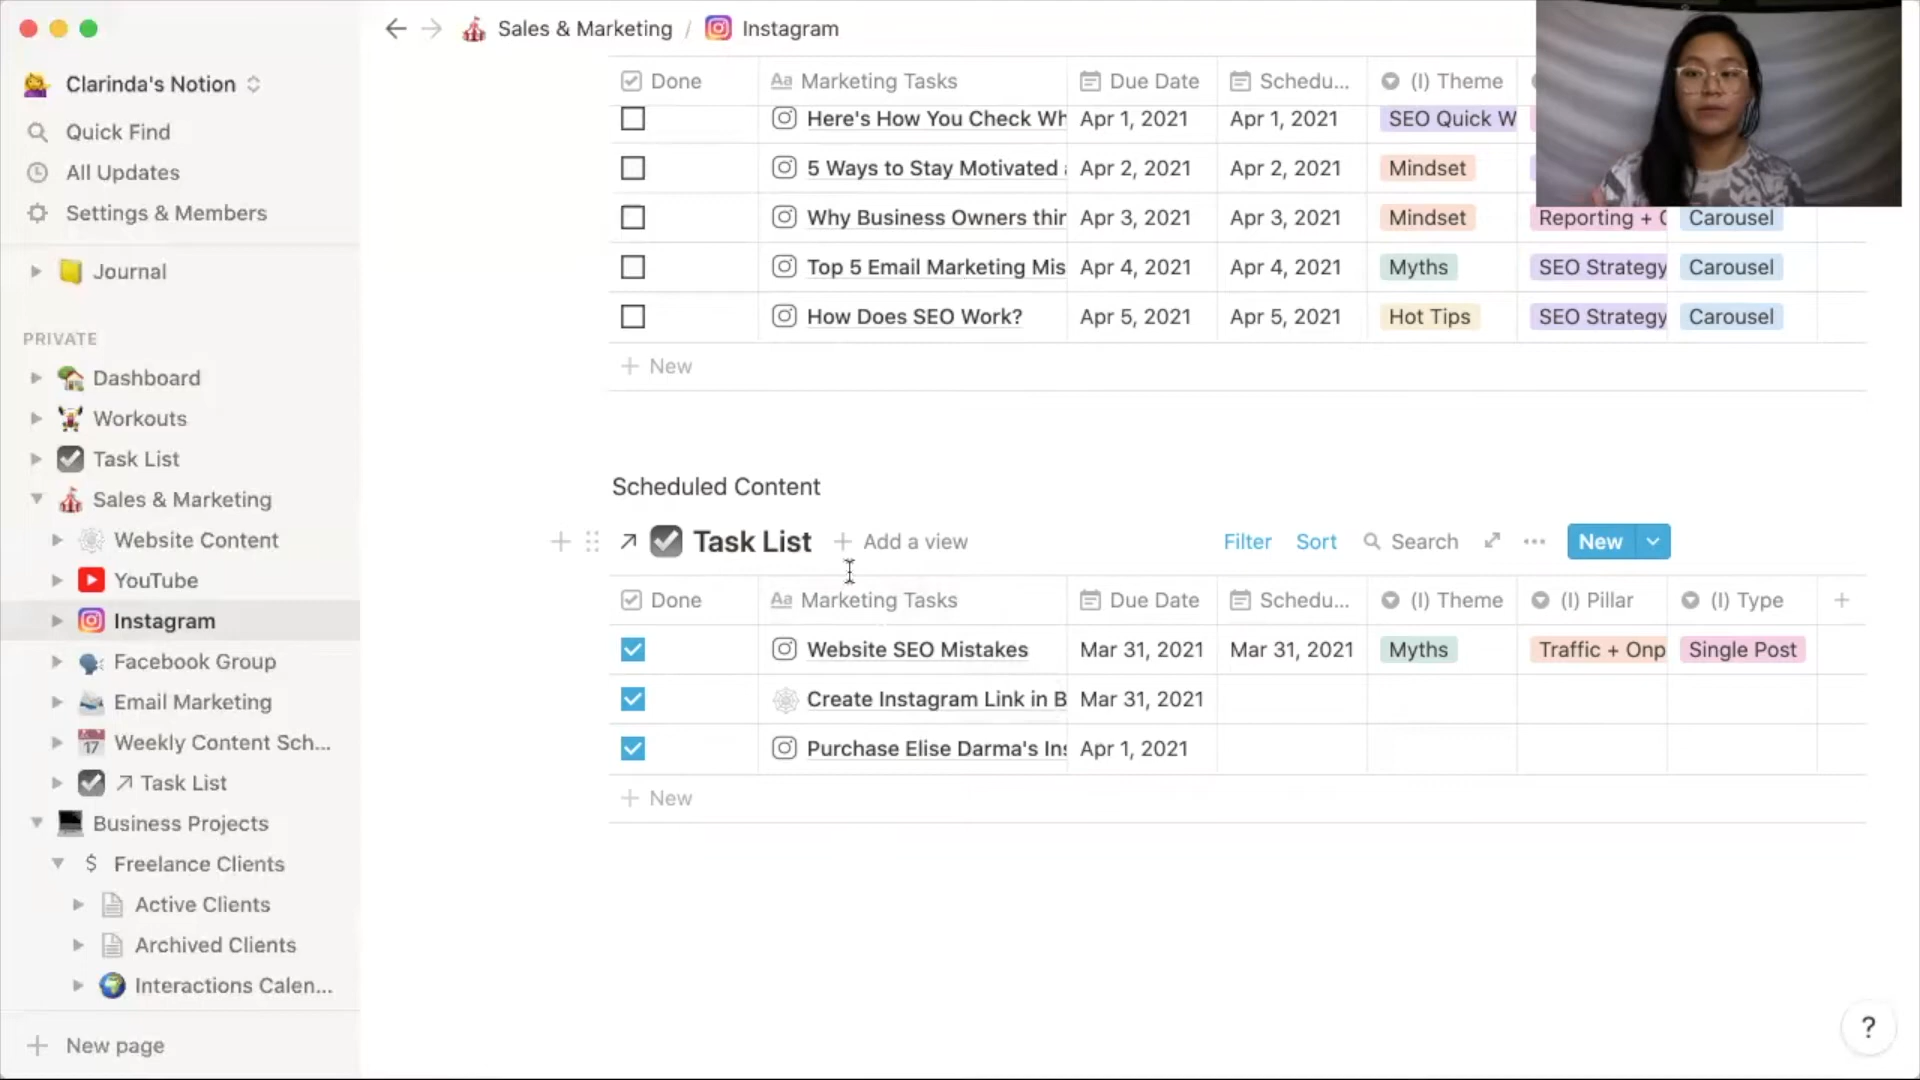 Clarinda's Notion
Quick Find
All Updates
Settings & Members
Journal
PRIVATE
Dashboard
Workouts
Task List
Sales & Marketing
Website Content
YouTube
Instagram
Facebook Group
Email Marketing
17 Weekly Content Sch...
Task List
Business Projects
$ Freelance Clients
Active Clients
Archived Clients
Interactions Calen...
New page
Sales & Marketing / Instagram
Done Aa Marketing Tasks Due Date Schedu... (I) Theme
Here's How You Check Wh Apr 1, 2021 Apr 1, 2021 SEO Quick W
5 Ways to Stay Motivated Apr 2, 2021 Apr 2, 2021 Mindset
Why Business Owners thin Apr 3, 2021 Apr 3, 2021 Mindset Reporting + Carousel
Top 5 Email Marketing Mis Apr 4, 2021 Apr 4, 2021 Myths SEO Strategy Carousel
How Does SEO Work? Apr 5, 2021 Apr 5, 2021 Hot Tips SEO Strategy Carousel
+ New
Scheduled Content
Task List + Add a view Filter Sort Search ... New
Done Aa Marketing Tasks Due Date Schedu... (I) Theme (I) Pillar (I) Type +
Website SEO Mistakes Mar 31, 2021 Mar 31, 2021 Myths Traffic + Onp Single Post
Create Instagram Link in B Mar 31, 2021
Purchase Elise Darma's Ins Apr 1, 2021
+ New
?